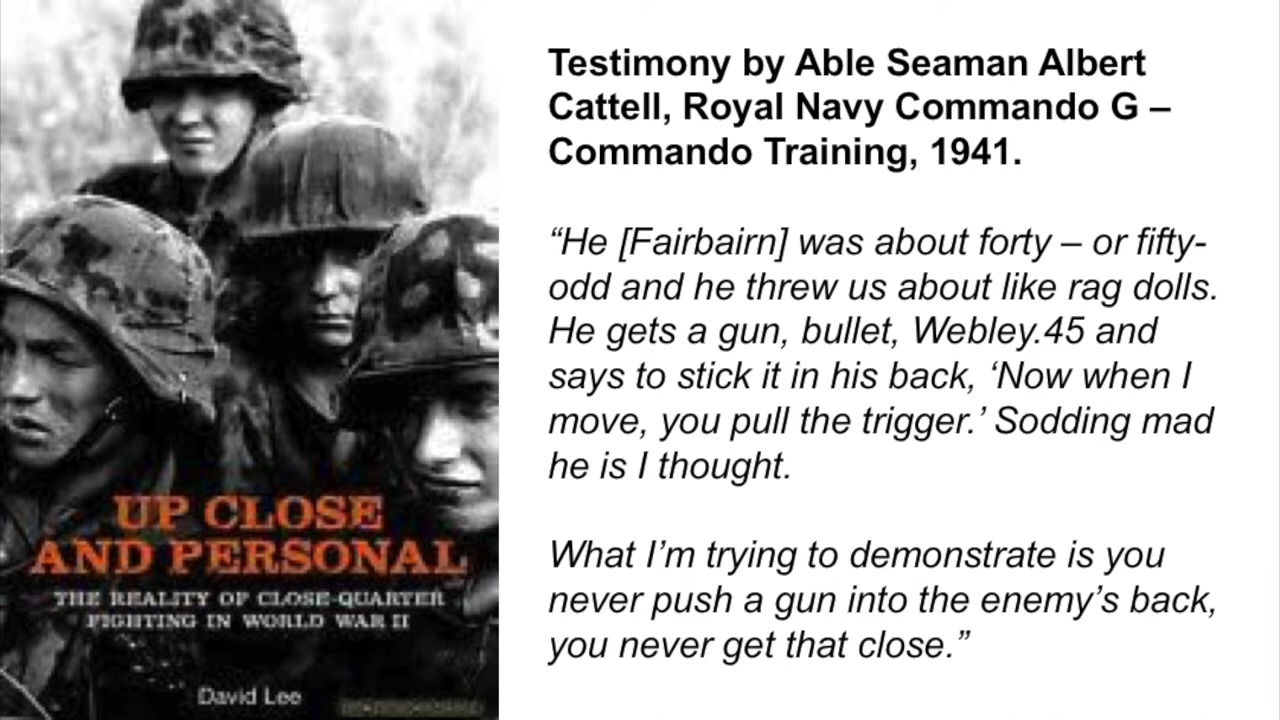 UP CLOSE
AND PERSONAL
THE REALITY OF CLOSE-QUARTER
FIGHTING IN WORLD WAR II
David Lee
Testimony by Able Seaman Albert
Cattell, Royal Navy Commando G –
Commando Training, 1941.
“He [Fairbairn] was about forty – or fifty-
odd and he threw us about like rag dolls.
He gets a gun, bullet, Webley.45 and
says to stick it in his back, ‘Now when I
move, you pull the trigger.’ Sodding mad
he is I thought.
What I’m trying to demonstrate is you
never push a gun into the enemy’s back,
you never get that close.”